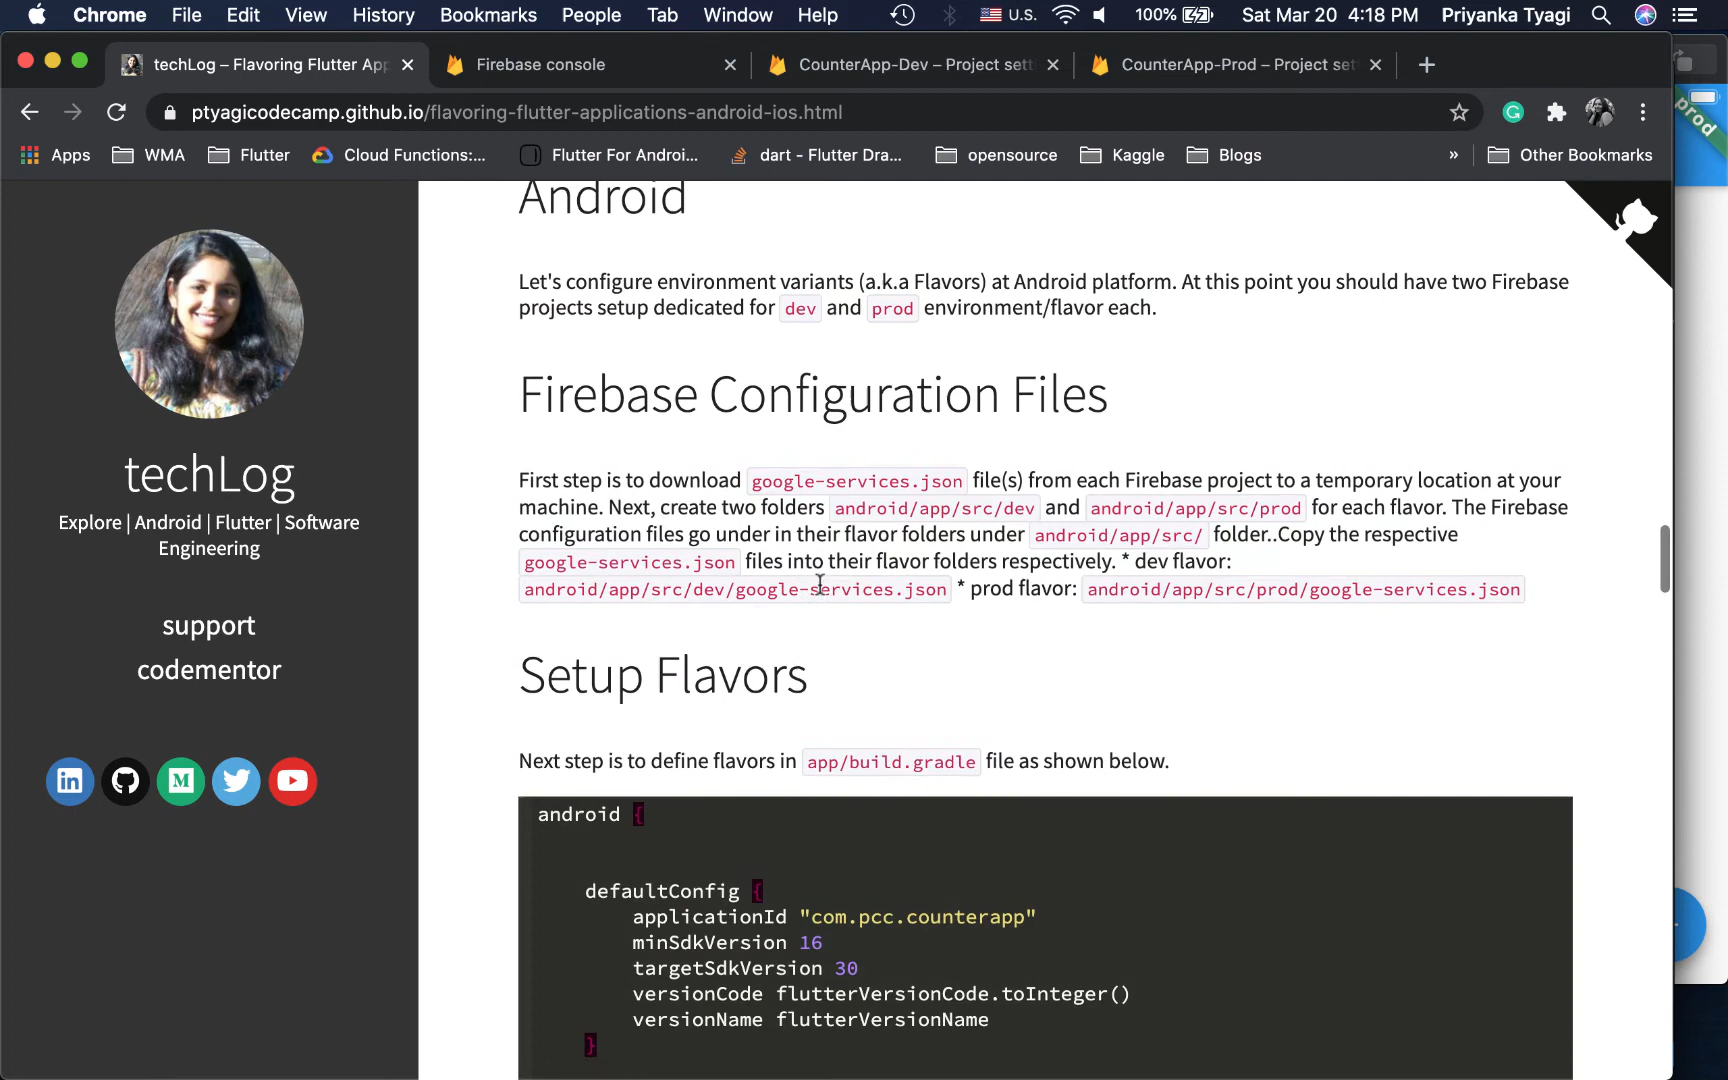 Chrome File Edit View History Bookmarks People Tab Window Help U.S. 100% Sat Mar 20 4:18 PM Priyanka Tyagi
techLog – Flavoring Flutter App Firebase console CounterApp-Dev – Project sett CounterApp-Prod – Project set
ptyagicodecamp.github.io/flavoring-flutter-applications-android-ios.html
prod
Apps WMA Flutter Cloud Functions:... Flutter For Androi... dart - Flutter Dra... opensource Kaggle Blogs » Other Bookmarks
Android
Let's configure environment variants (a.k.a Flavors) at Android platform. At this point you should have two Firebase
projects setup dedicated for dev and prod environment/flavor each.
Firebase Configuration Files
First step is to download google-services.json file(s) from each Firebase project to a temporary location at your
machine. Next, create two folders android/app/src/dev and android/app/src/prod for each flavor. The Firebase
configuration files go under in their flavor folders under android/app/src/ folder..Copy the respective
google-services.json files into their flavor folders respectively. * dev flavor:
android/app/src/dev/google-services.json * prod flavor: android/app/src/prod/google-services.json
techLog
Explore | Android | Flutter | Software
Engineering
support
codementor
Setup Flavors
Next step is to define flavors in app/build.gradle file as shown below.
android {
defaultConfig {
applicationId "com.pcc.counterapp"
minSdkVersion 16
targetSdkVersion 30
versionCode flutterVersionCode.toInteger()
versionName flutterVersionName
}